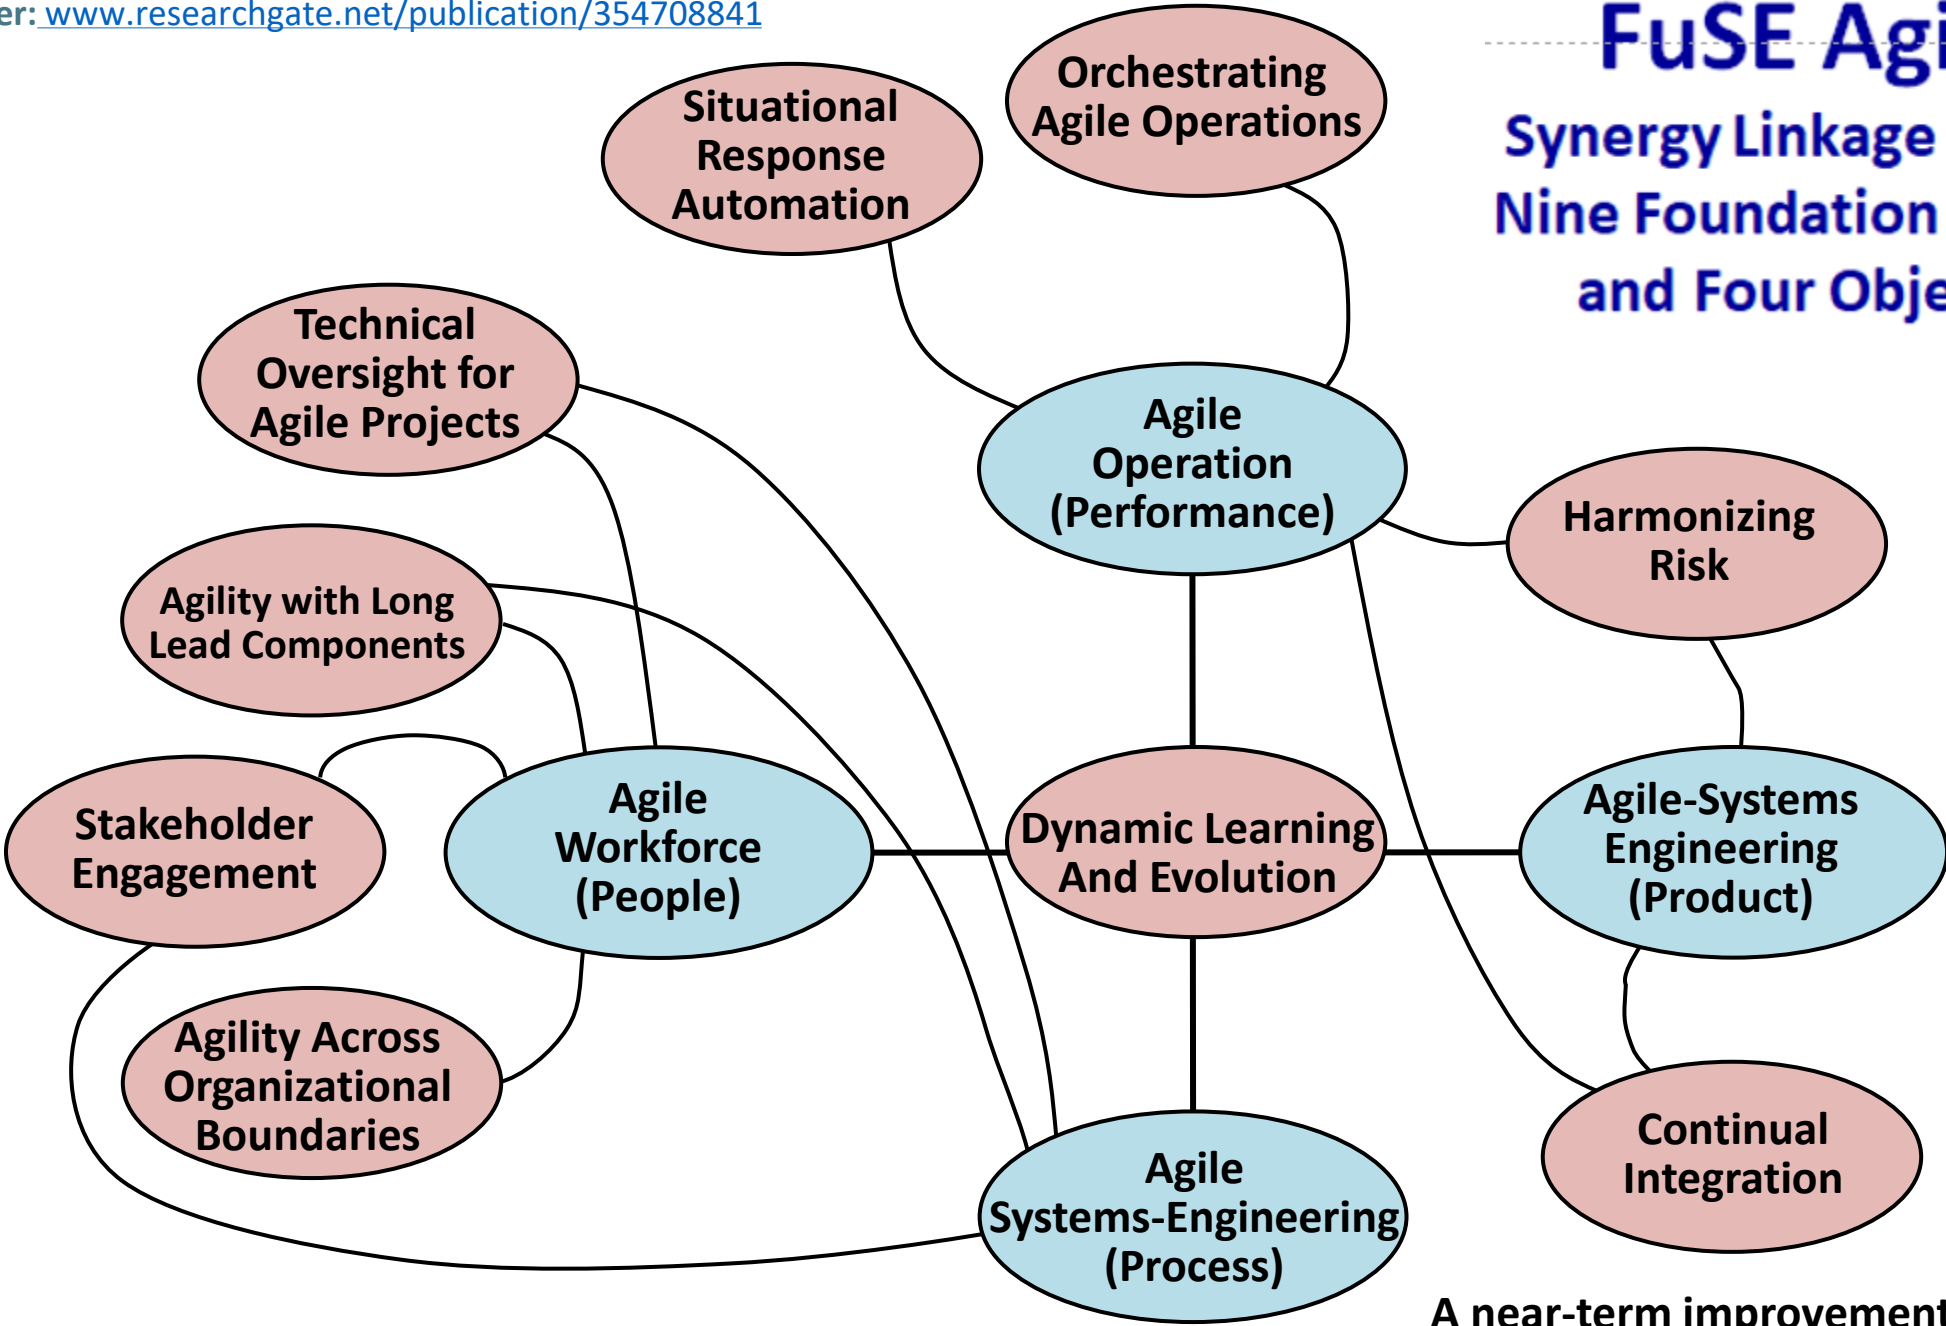 er: www.researchgate.net/publication/354708841
FuSE Agi
Synergy Linkage
Nine Foundation
and Four Obje
Orchestrating
Agile Operations
Situational
Response
Automation
Technical
Oversight for
Agile Projects
Agile
Operation
(Performance)
Harmonizing
Risk
Agility with Long
Lead Components
Stakeholder
Engagement
Agile
Workforce
(People)
Dynamic Learning
And Evolution
Agile-Systems
Engineering
(Product)
Agility Across
Organizational
Boundaries
Continual
Integration
Agile
Systems-Engineering
(Process)
A near-term improvement